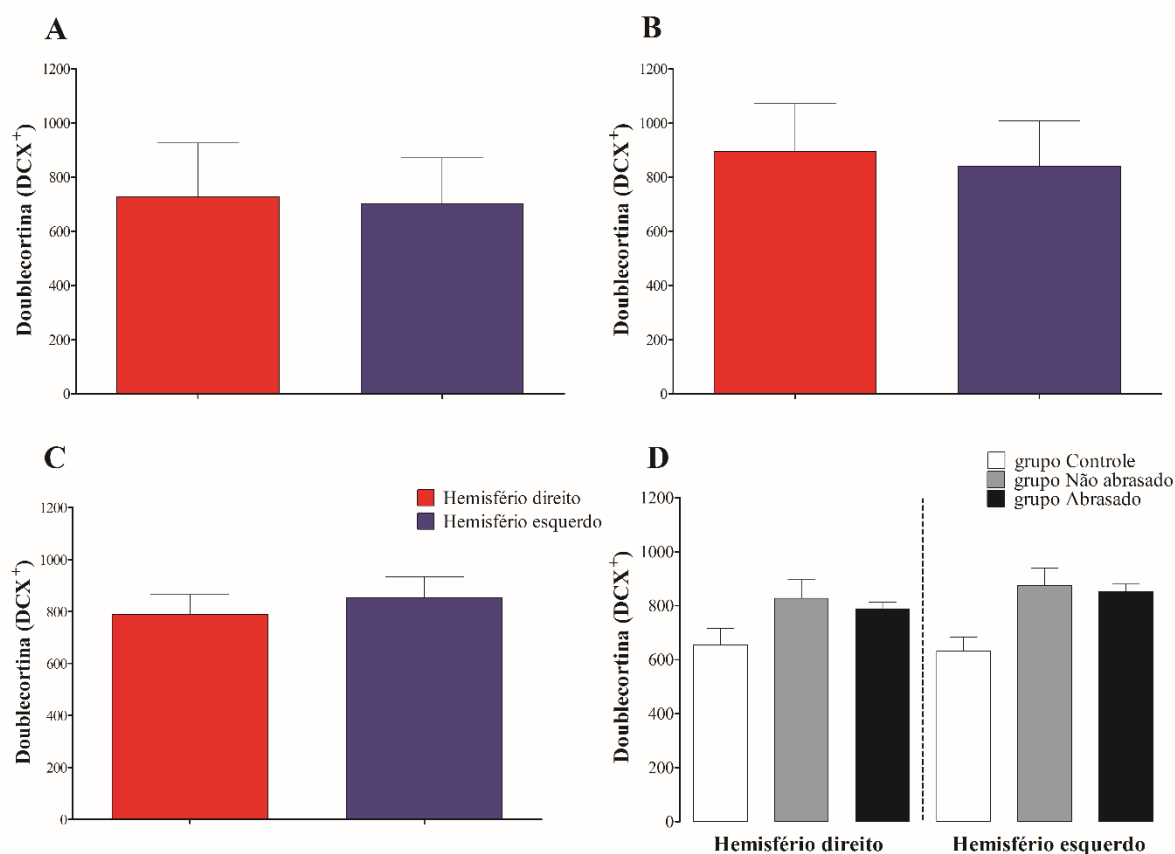 A
Doublecortina (DCX+)
1200
1000
800
600
400
200
0
B
Doublecortina (DCX+)
1200
1000
800
600
400
200
0
C
Hemisfério direito
Hemisfério esquerdo
Doublecortina (DCX+)
1200
1000
800
600
400
200
0
D
grupo Controle
grupo Não abrasado
grupo Abrasado
Doublecortina (DCX+)
1200
1000
800
600
400
200
0
Hemisfério direito
Hemisfério esquerdo